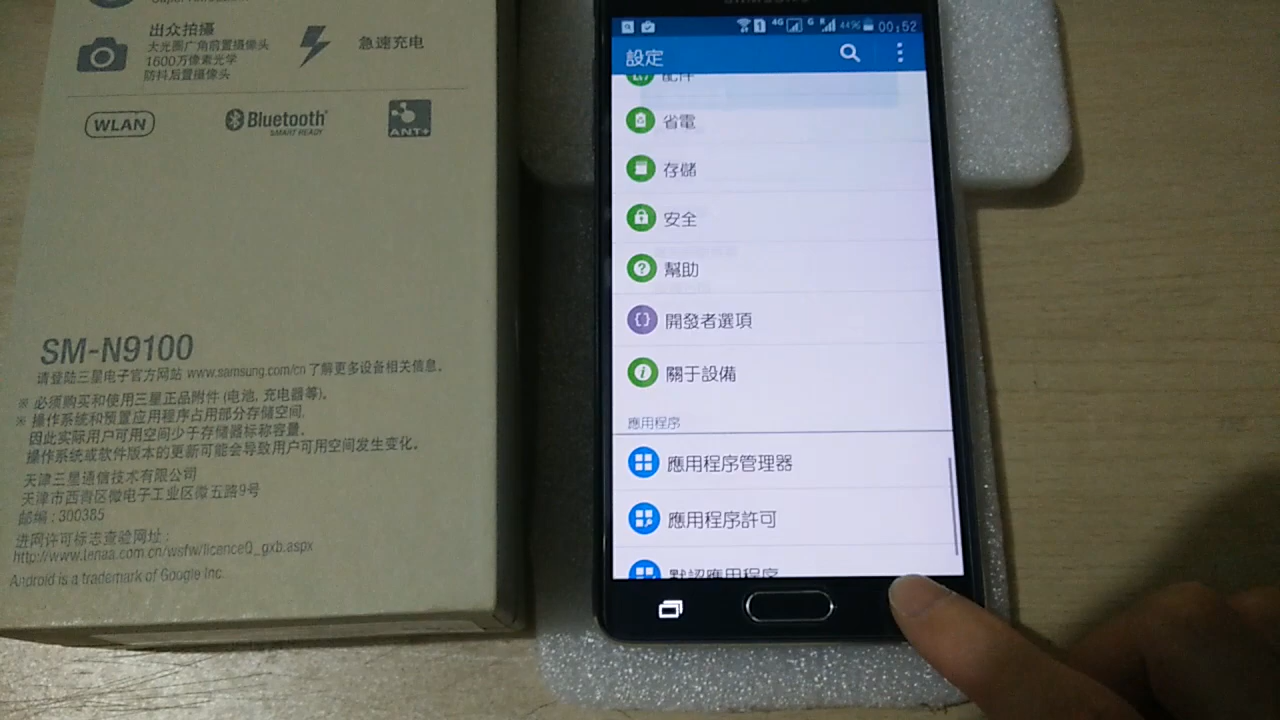 出众拍摄
大光圈广角前置摄像头
1600万像素光学
防抖后置摄像头
急速充电
WLAN
Bluetooth®
SMART READY
ANT+
SM-N9100
请登陆三星电子官方网站 www.samsung.com/cn 了解更多设备相关信息。
※ 必须购买和使用三星正品附件 (电池, 充电器等)。
※ 操作系统和预置应用程序占用部分存储空间,
因此实际用户可用空间少于存储器标称容量。
操作系统或软件版本的更新可能会导致用户可用空间发生变化。
天津三星通信技术有限公司
天津市西青区微电子工业区微五路9号
邮编 : 300385
进网许可标志查验网址 :
http://www.tenaa.com.cn/wsfw/licenceQ_gxb.aspx
Android is a trademark of Google Inc.
1 4G G R 44% 00:52
設定
配件
省電
存儲
安全
幫助
開發者選項
關于設備
應用程序
應用程序管理器
應用程序許可
默認應用程序